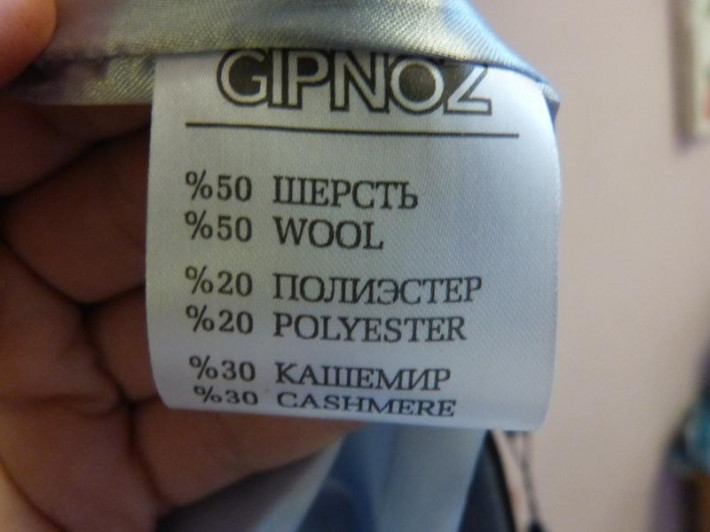 GIPNOZ
%50 ШЕРСТЬ
%50 WOOL
%20 ПОЛИЭСТЕР
%20 POLYESTER
%30 КАШЕМИР
%30 CASHMERE